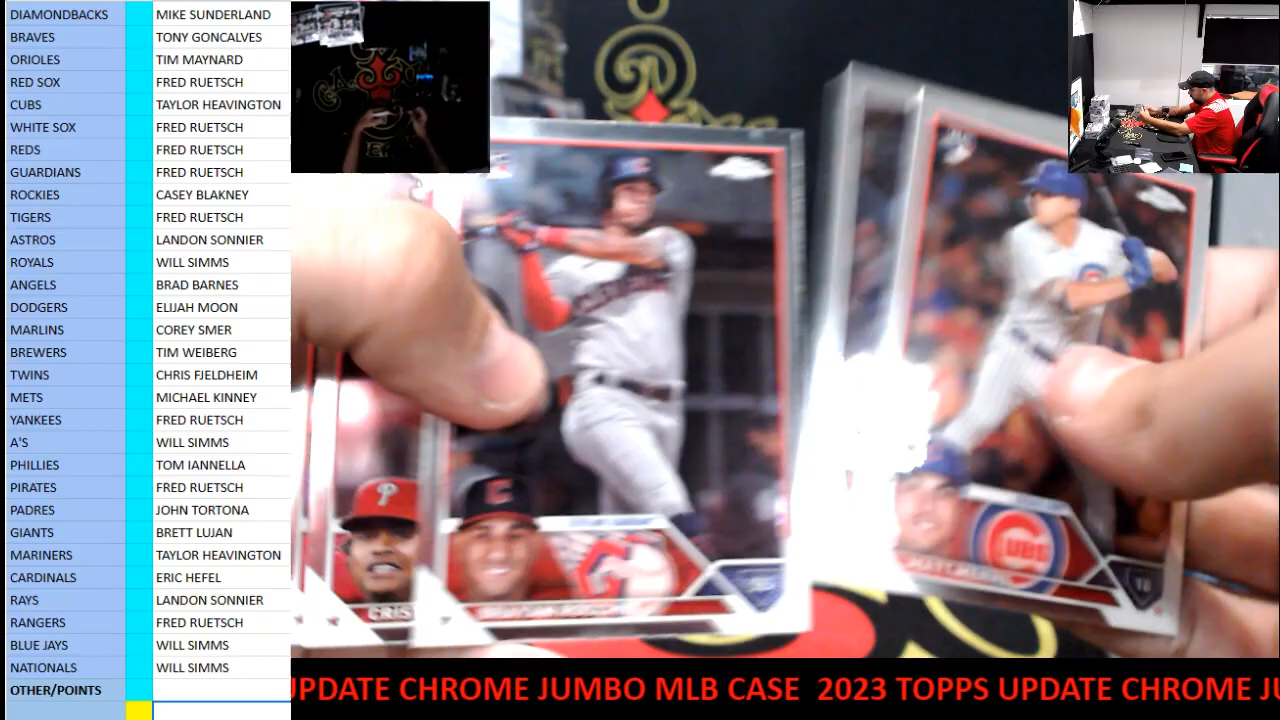 DIAMONDBACKS MIKE SUNDERLAND
BRAVES TONY GONCALVES
ORIOLES TIM MAYNARD
RED SOX FRED RUETSCH
CUBS TAYLOR HEAVINGTON
WHITE SOX FRED RUETSCH
REDS FRED RUETSCH
GUARDIANS FRED RUETSCH
ROCKIES CASEY BLAKNEY
TIGERS FRED RUETSCH
ASTROS LANDON SONNIER
ROYALS WILL SIMMS
ANGELS BRAD BARNES
DODGERS ELIJAH MOON
MARLINS COREY SMER
BREWERS TIM WEIBERG
TWINS CHRIS FJELDHEIM
METS MICHAEL KINNEY
YANKEES FRED RUETSCH
A'S WILL SIMMS
PHILLIES TOM IANNELLA
PIRATES FRED RUETSCH
PADRES JOHN TORTONA
GIANTS BRETT LUJAN
MARINERS TAYLOR HEAVINGTON
CARDINALS ERIC HEFEL
RAYS LANDON SONNIER
RANGERS FRED RUETSCH
BLUE JAYS WILL SIMMS
NATIONALS WILL SIMMS
OTHER/POINTS
CRIS
CUBS
UPDATE CHROME JUMBO MLB CASE 2023 TOPPS UPDATE CHROME JU